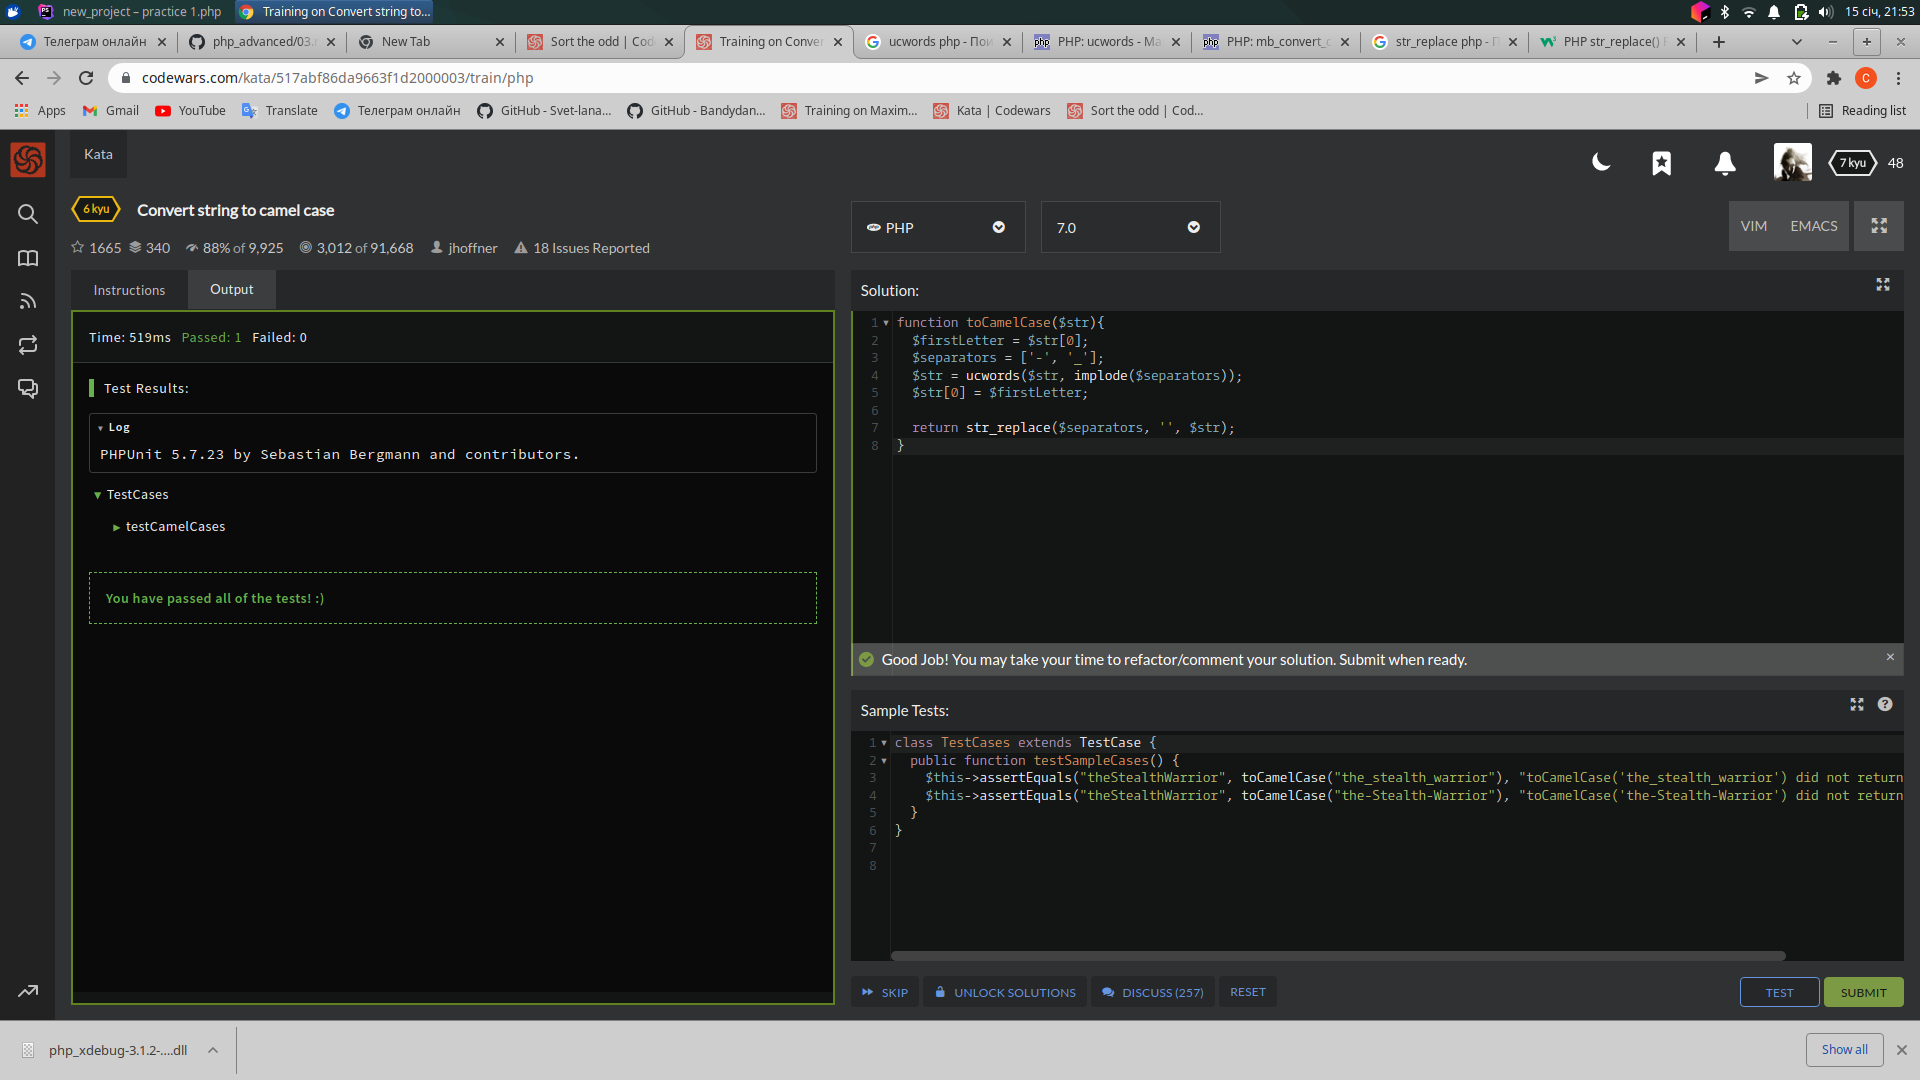 new_project – practice 1.php
Training on Convert string to...
15 січ, 21:53
Телеграм онлайн
php_advanced/03.
New Tab
Sort the odd | Cod
Training on Conver
ucwords php - Пои
PHP: ucwords - Ma
PHP: mb_convert_c
str_replace php - П
PHP str_replace() F
codewars.com/kata/517abf86da9663f1d2000003/train/php
C
Apps
Gmail
YouTube
Translate
Телеграм онлайн
GitHub - Svet-lana...
GitHub - Bandydan...
Training on Maxim...
Kata | Codewars
Sort the odd | Cod...
Reading list
Kata
7 kyu
48
6 kyu
Convert string to camel case
1665
340
88% of 9,925
3,012 of 91,668
jhoffner
18 Issues Reported
PHP
7.0
VIM
EMACS
Instructions
Output
Time: 519ms Passed: 1 Failed: 0
Test Results:
Log
PHPUnit 5.7.23 by Sebastian Bergmann and contributors.
TestCases
testCamelCases
You have passed all of the tests! :)
Solution:
1 function toCamelCase($str){
2 $firstLetter = $str[0];
3 $separators = ['-', '_'];
4 $str = ucwords($str, implode($separators));
5 $str[0] = $firstLetter;
6
7 return str_replace($separators, '', $str);
8 }
Good Job! You may take your time to refactor/comment your solution. Submit when ready.
Sample Tests:
1 class TestCases extends TestCase {
2 public function testSampleCases() {
3 $this->assertEquals("theStealthWarrior", toCamelCase("the_stealth_warrior"), "toCamelCase('the_stealth_warrior') did not return
4 $this->assertEquals("theStealthWarrior", toCamelCase("the-Stealth-Warrior"), "toCamelCase('the-Stealth-Warrior') did not return
5 }
6 }
7
8
SKIP
UNLOCK SOLUTIONS
DISCUSS (257)
RESET
TEST
SUBMIT
php_xdebug-3.1.2-....dll
Show all